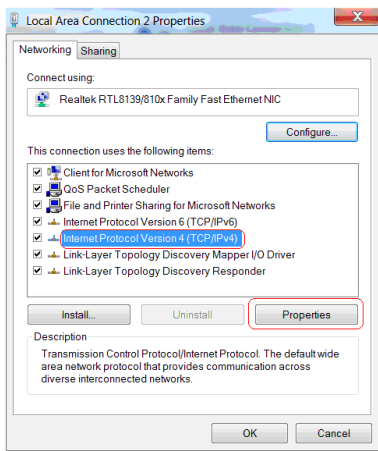 Local Area Connection 2 Properties
Networking
Sharing
Connect using:
Realtek RTL8139/810x Family Fast Ethernet NIC
Configure...
This connection uses the following items:
Client for Microsoft Networks
QoS Packet Scheduler
File and Printer Sharing for Microsoft Networks
Internet Protocol Version 6 (TCP/IPv6)
Internet Protocol Version 4 (TCP/IPv4)
Link-Layer Topology Discovery Mapper I/O Driver
Link-Layer Topology Discovery Responder
Install...
Uninstall
Properties
Description
Transmission Control Protocol/Internet Protocol. The default wide
area network protocol that provides communication across
diverse interconnected networks.
OK
Cancel